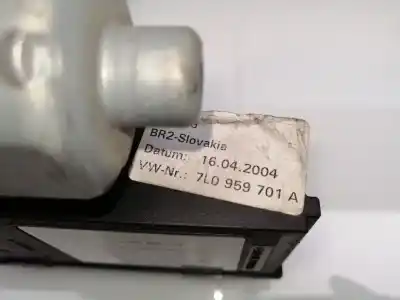 BR2-Slovakia
Datum: 16.04.2004
VW-Nr.: 7L0 959 701 A